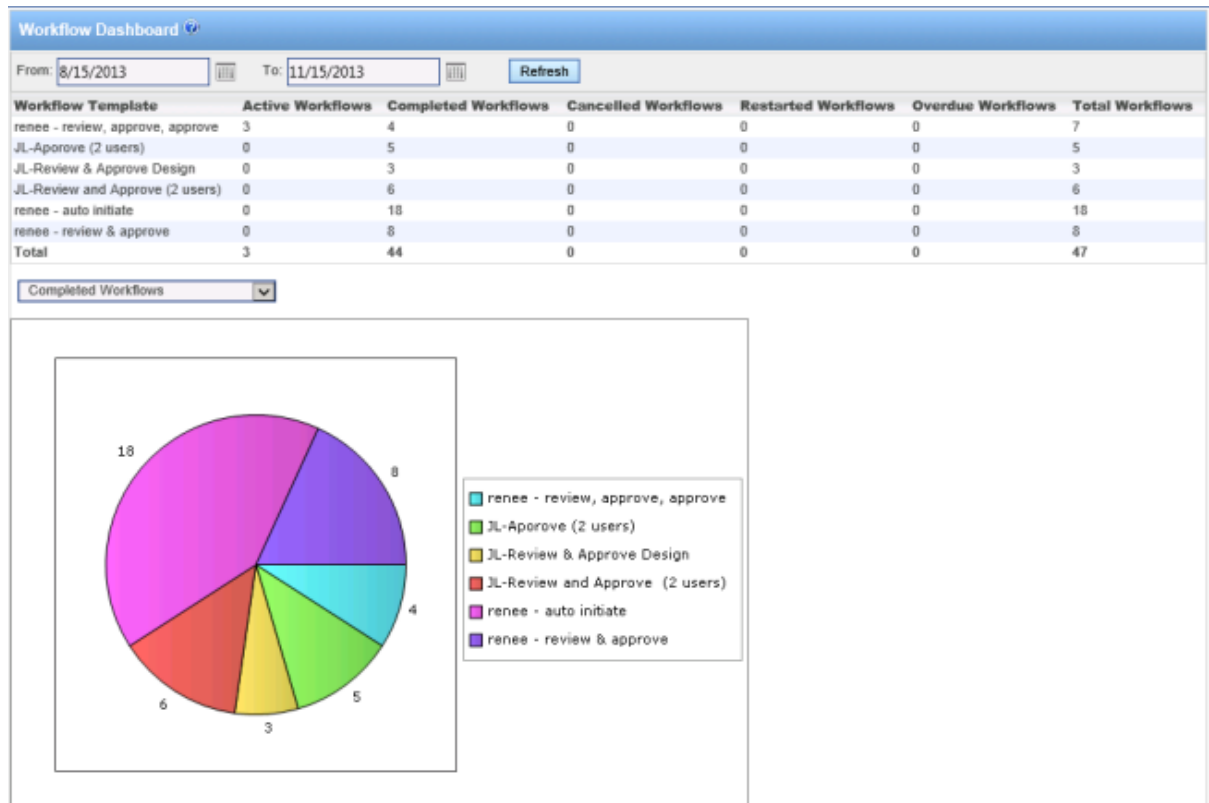 Workflow Dashboard
From: 8/15/2013 To: 11/15/2013 Refresh
Workflow Template Active Workflows Completed Workflows Cancelled Workflows Restarted Workflows Overdue Workflows Total Workflows
renee - review, approve, approve 3 4 0 0 0 7
JL-Aporove (2 users) 0 5 0 0 0 5
JL-Review & Approve Design 0 3 0 0 0 3
JL-Review and Approve (2 users) 0 6 0 0 0 6
renee - auto initiate 0 18 0 0 0 18
renee - review & approve 0 8 0 0 0 8
Total 3 44 0 0 0 47
Completed Workflows
18
8
4
5
3
6
renee - review, approve, approve
JL-Aporove (2 users)
JL-Review & Approve Design
JL-Review and Approve (2 users)
renee - auto initiate
renee - review & approve